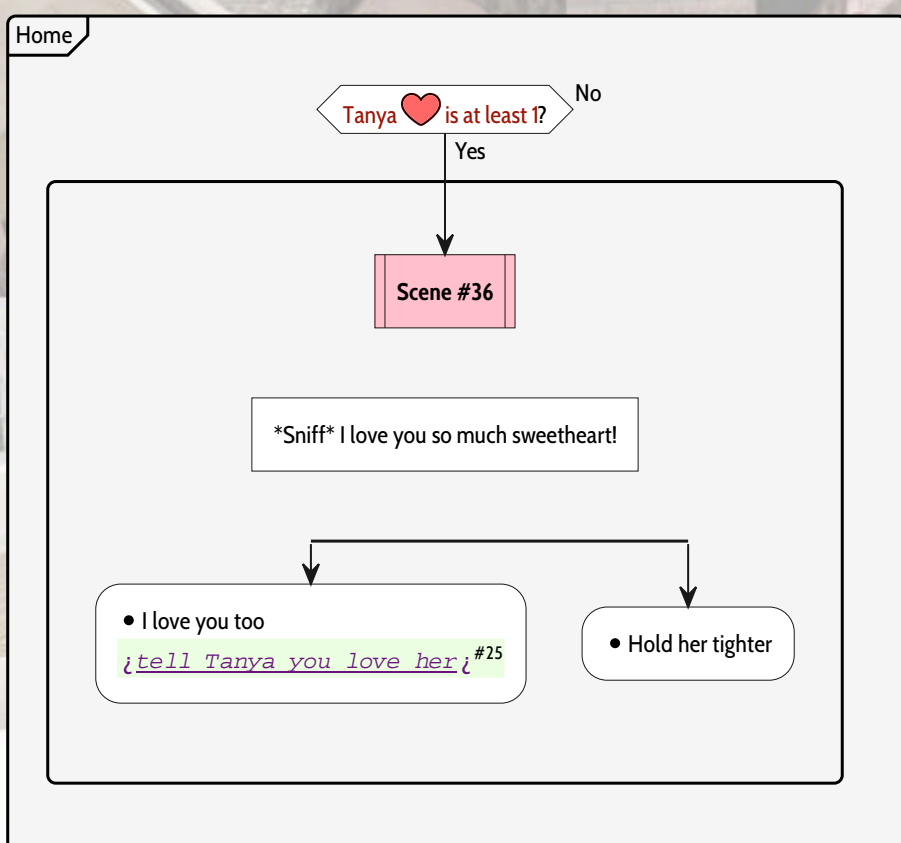 Home
Tanya ❤ is at least 1?
No
Yes
Scene #36
*Sniff* I love you so much sweetheart!
• I love you too
¿tell Tanya you love her¿#25
• Hold her tighter